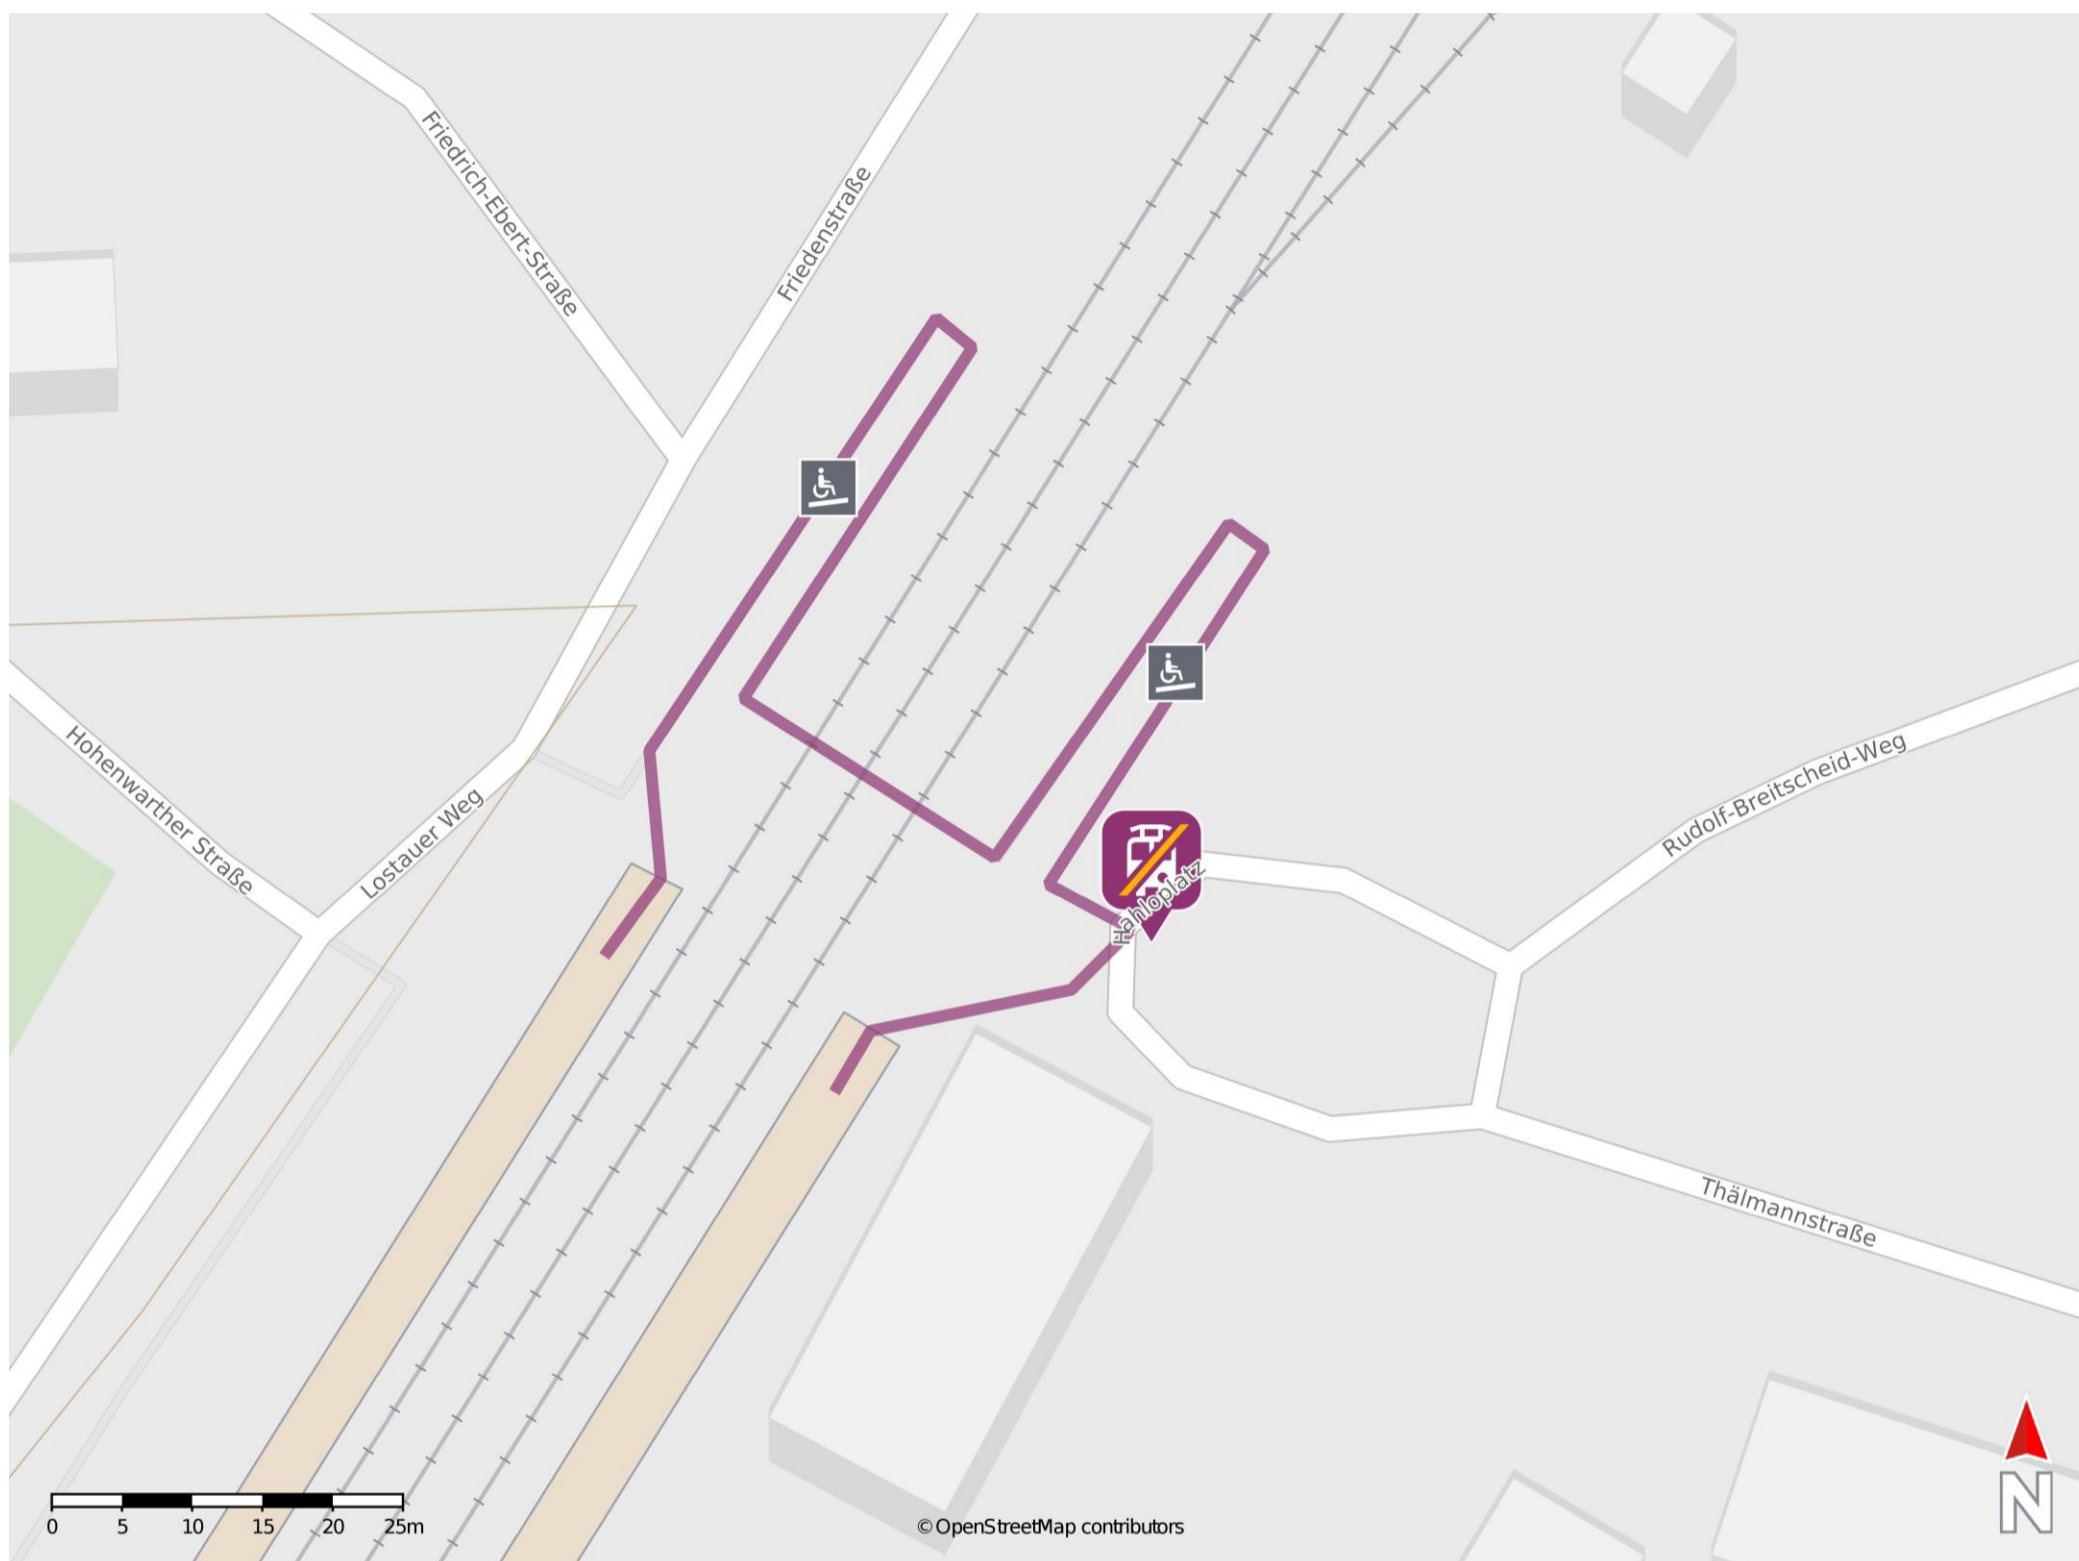 Friedrich-Ebert-Straße
Friedenstraße
Hohenwarther Straße
Lostauer Weg
Rudolf-Breitscheid-Weg
Hähloplatz
Thälmannstraße
0 5 10 15 20 25m
© OpenStreetMap contributors
N